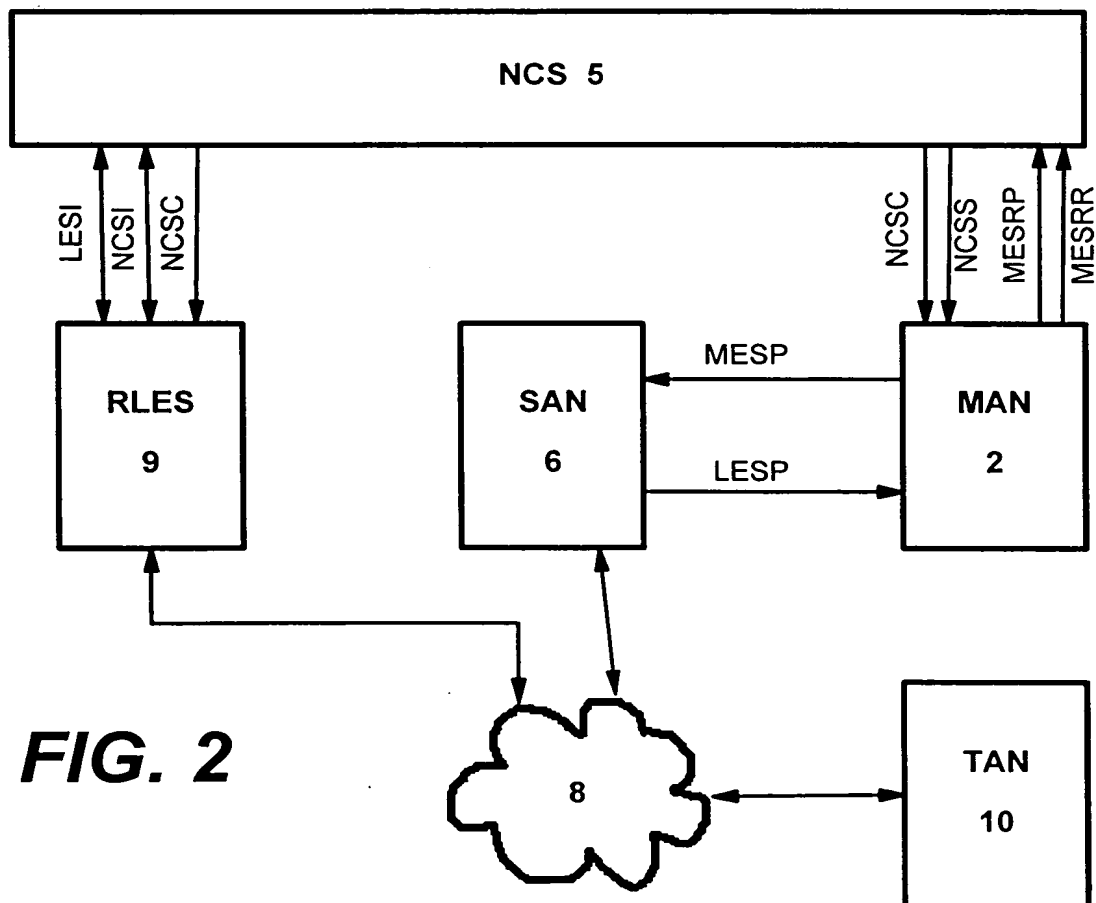 NCS 5
LESI
NCSI
NCSC
NCSC
NCSS
MESRP
MESRR
RLES
9
SAN
6
MESP
LESP
MAN
2
FIG. 2
8
TAN
10